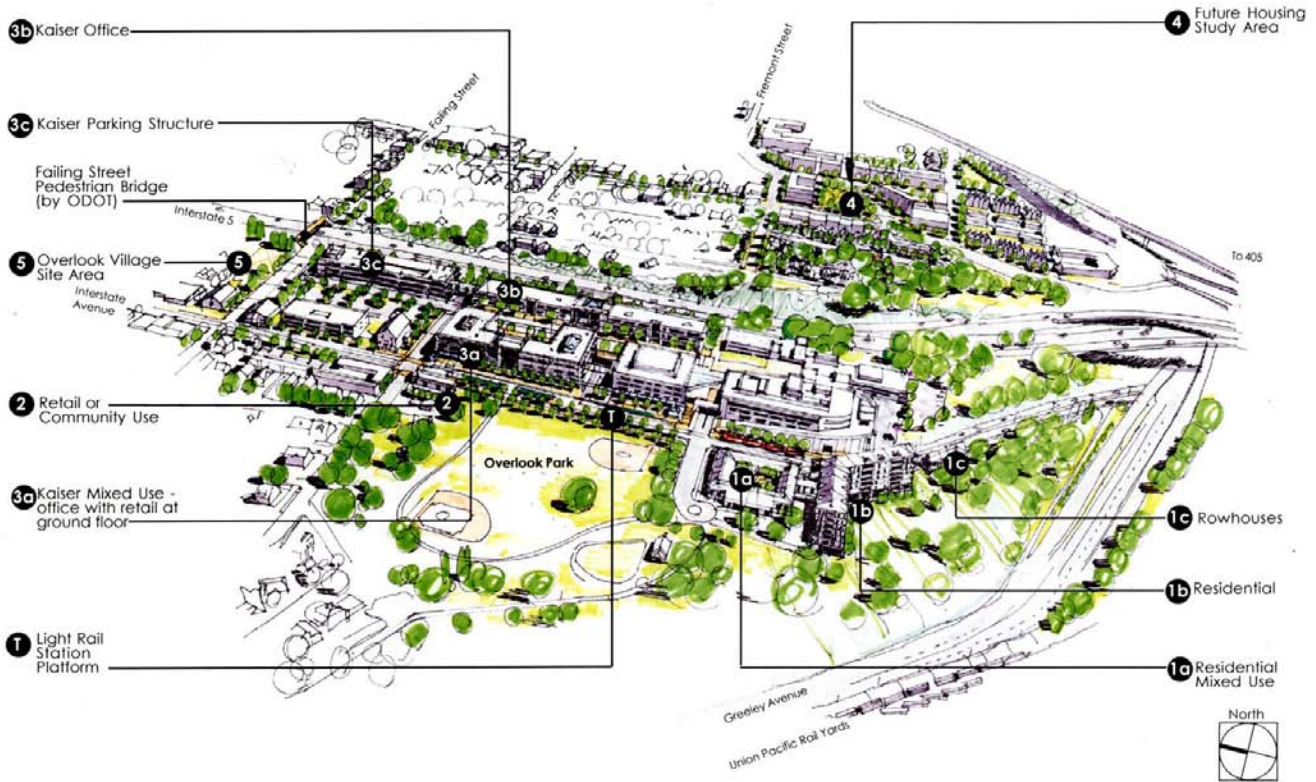 3b Kaiser Office
3c Kaiser Parking Structure
Failing Street
Pedestrian Bridge
(by ODOT)
Interstate 5
5 Overlook Village
Site Area
Interstate
Avenue
2 Retail or
Community Use
3a Kaiser Mixed Use -
office with retail at
ground floor
T Light Rail
Station
Platform
Failing Street
Fremont Street
4 Future Housing
Study Area
To 405
4
5
3c
3b
3a
2
T
Overlook Park
1a
1b
1c
1c Rowhouses
1b Residential
1a Residential
Mixed Use
Greeley Avenue
Union Pacific Rail Yards
North